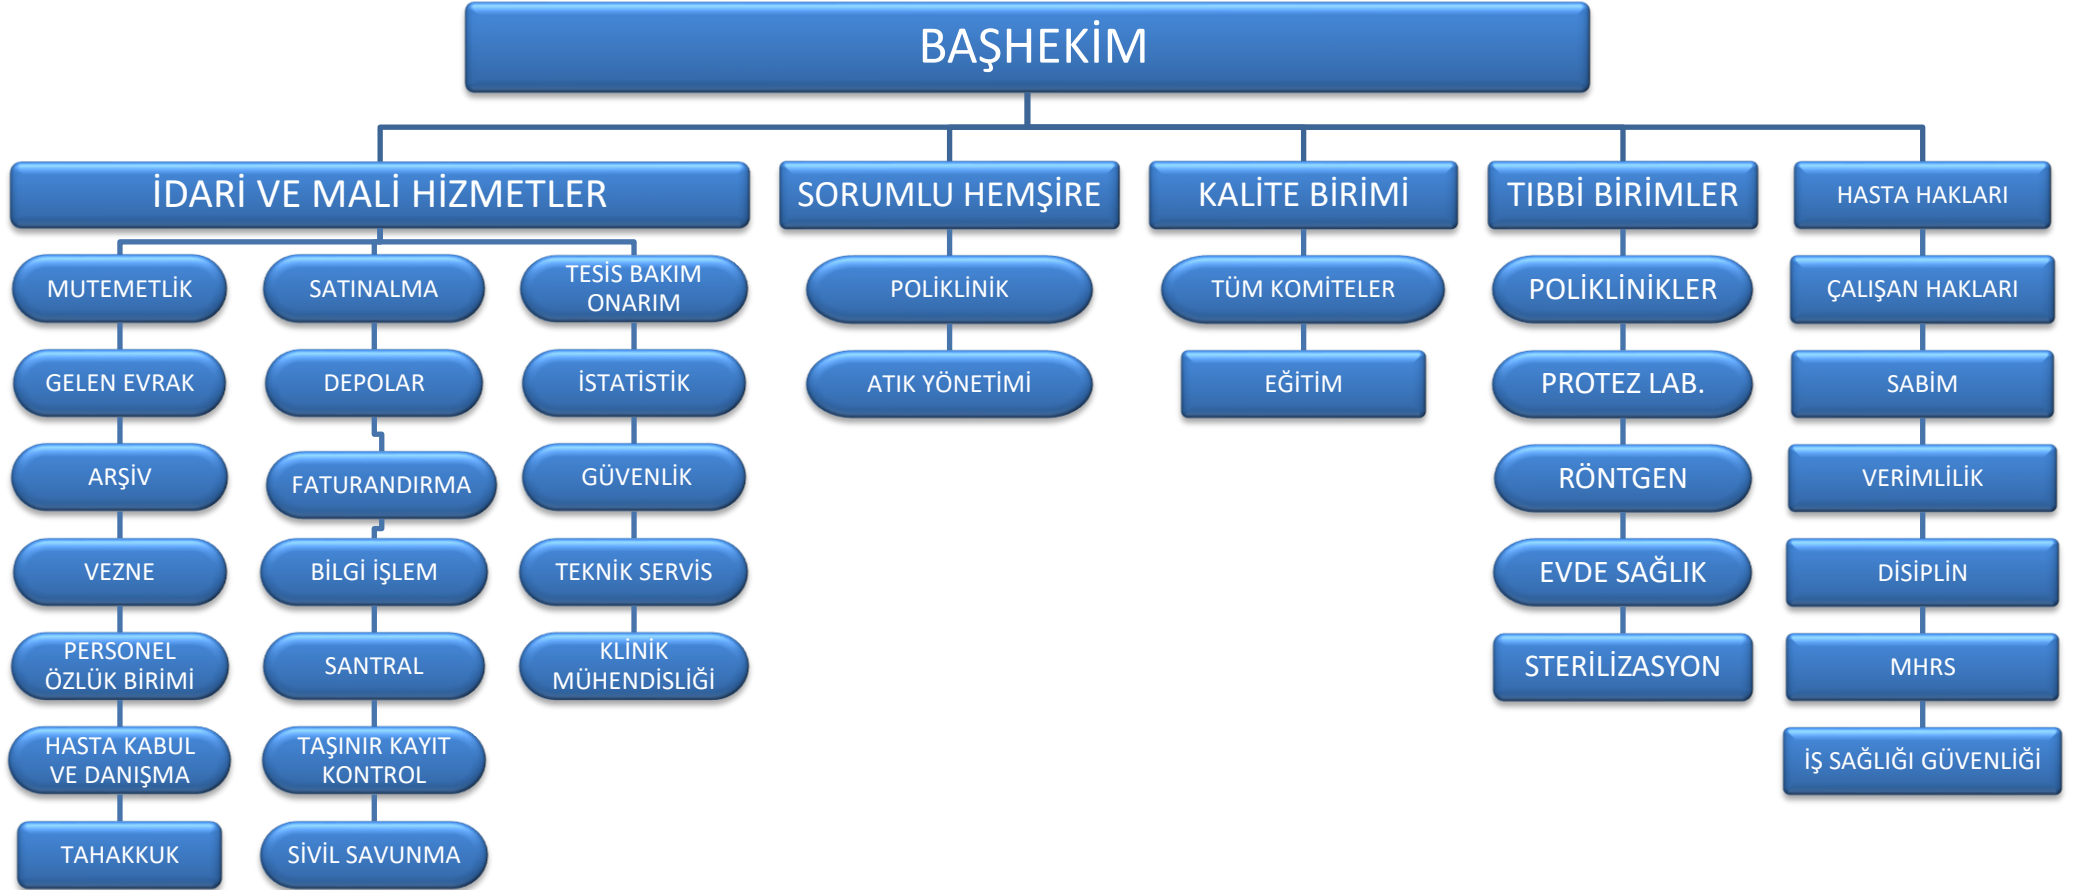 BAŞHEKİM
İDARİ VE MALİ HİZMETLER
SORUMLU HEMŞİRE
KALİTE BİRİMİ
TIBBİ BİRİMLER
HASTA HAKLARI
MUTEMETLİK
GELEN EVRAK
ARŞİV
VEZNE
PERSONEL
ÖZLÜK BİRİMİ
HASTA KABUL
VE DANIŞMA
TAHAKKUK
SATINALMA
DEPOLAR
FATURANDIRMA
BİLGİ İŞLEM
SANTRAL
TAŞINIR KAYIT
KONTROL
SİVİL SAVUNMA
TESİS BAKIM
ONARIM
İSTATİSTİK
GÜVENLİK
TEKNİK SERVİS
KLİNİK
MÜHENDİSLİĞİ
POLİKLİNİK
ATIK YÖNETİMİ
TÜM KOMİTELER
EĞİTİM
POLİKLİNİKLER
PROTEZ LAB.
RÖNTGEN
EVDE SAĞLIK
STERİLİZASYON
ÇALIŞAN HAKLARI
SABİM
VERİMLİLİK
DİSİPLİN
MHRS
İŞ SAĞLIĞI GÜVENLİĞİ